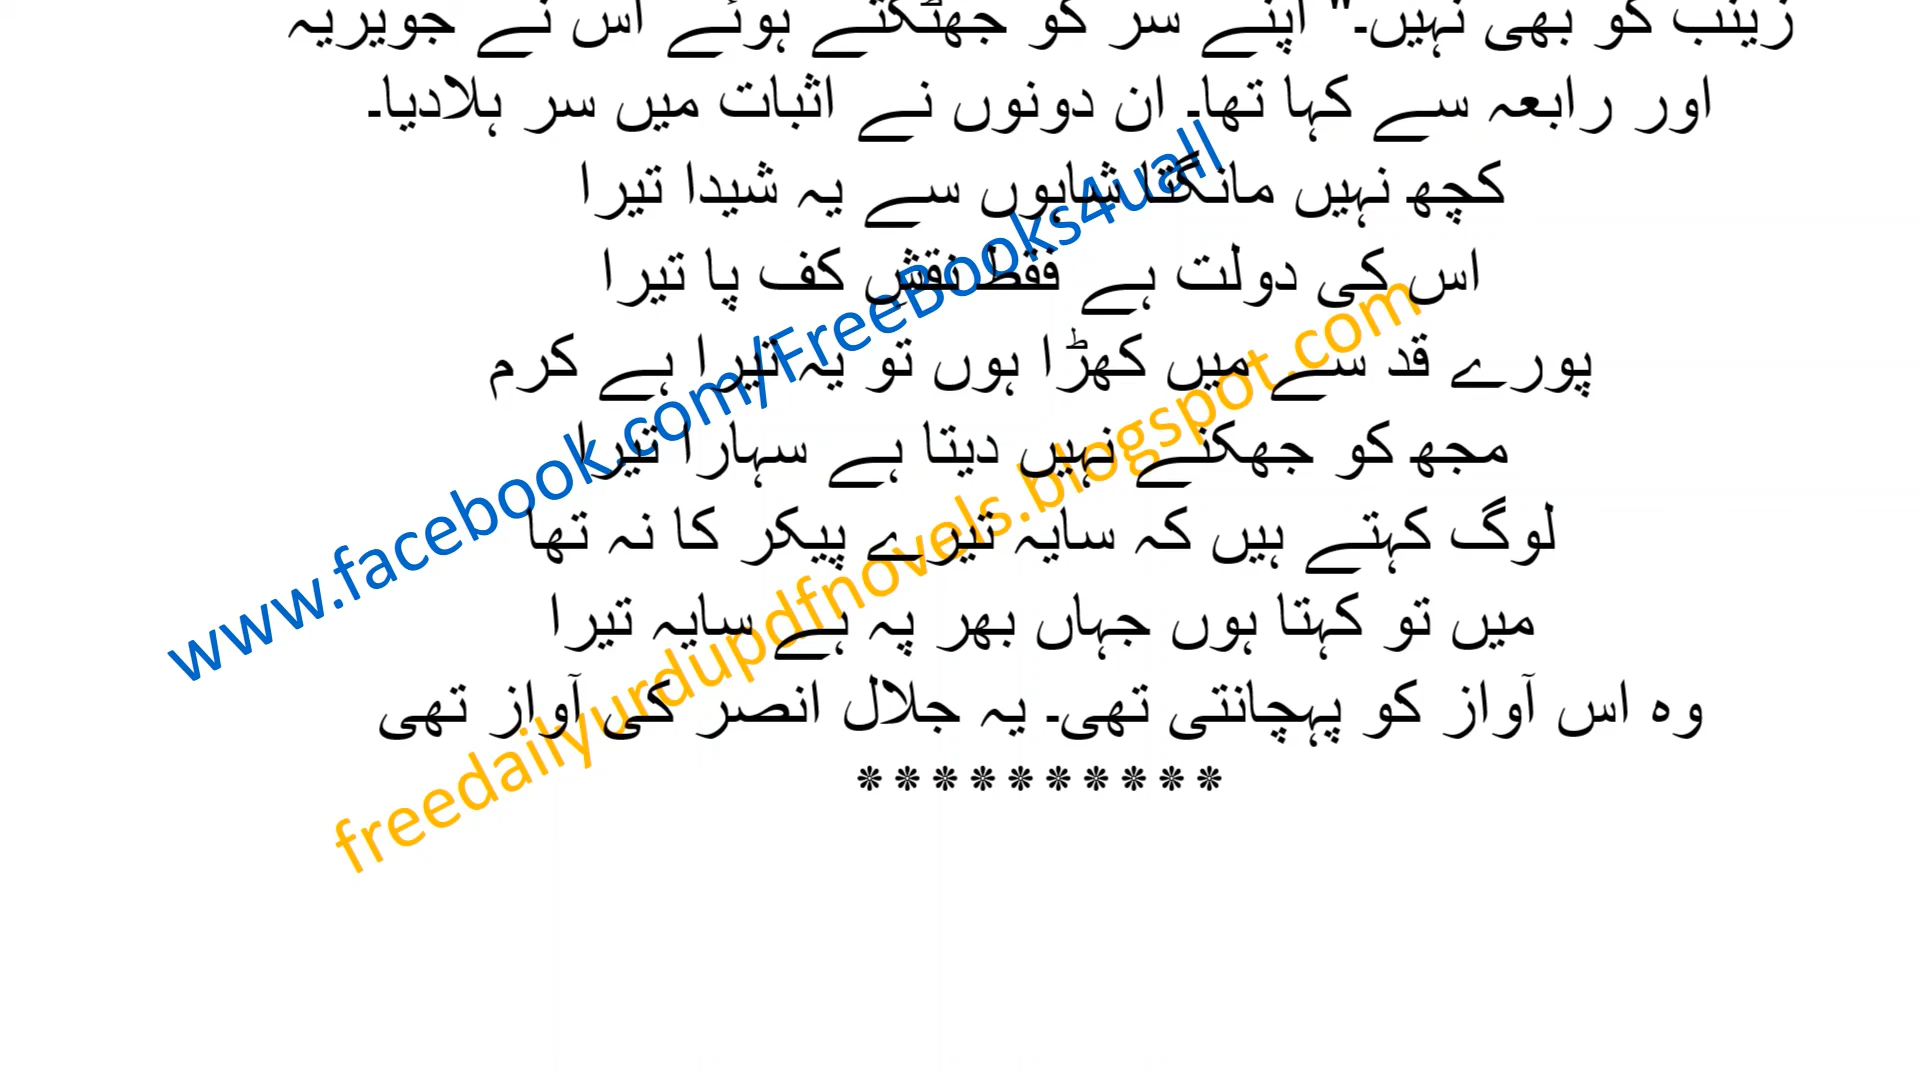 زینب کو بھی نہیں۔" اپنے سر کو جھٹکتے ہوئے اس نے جویریہ
اور رابعہ سے کہا تھا۔ ان دونوں نے اثبات میں سر ہلادیا۔
کچھ نہیں مانگتا شاہوں سے یہ شیدا تیرا
اس کی دولت ہے فقط نقشِ کف پا تیرا
پورے قد سے میں کھڑا ہوں تو یہ تیرا ہے کرم
مجھ کو جھکنے نہیں دیتا ہے سہارا تیرا
لوگ کہتے ہیں کہ سایہ تیرے پیکر کا نہ تھا
میں تو کہتا ہوں جہاں بھر پہ ہے سایہ تیرا
وہ اس آواز کو پہچانتی تھی۔ یہ جلال انصر کی آواز تھی
**********
www.facebook.com/FreeBooks4uall
freedailyurdupdfnovels.blogspot.com